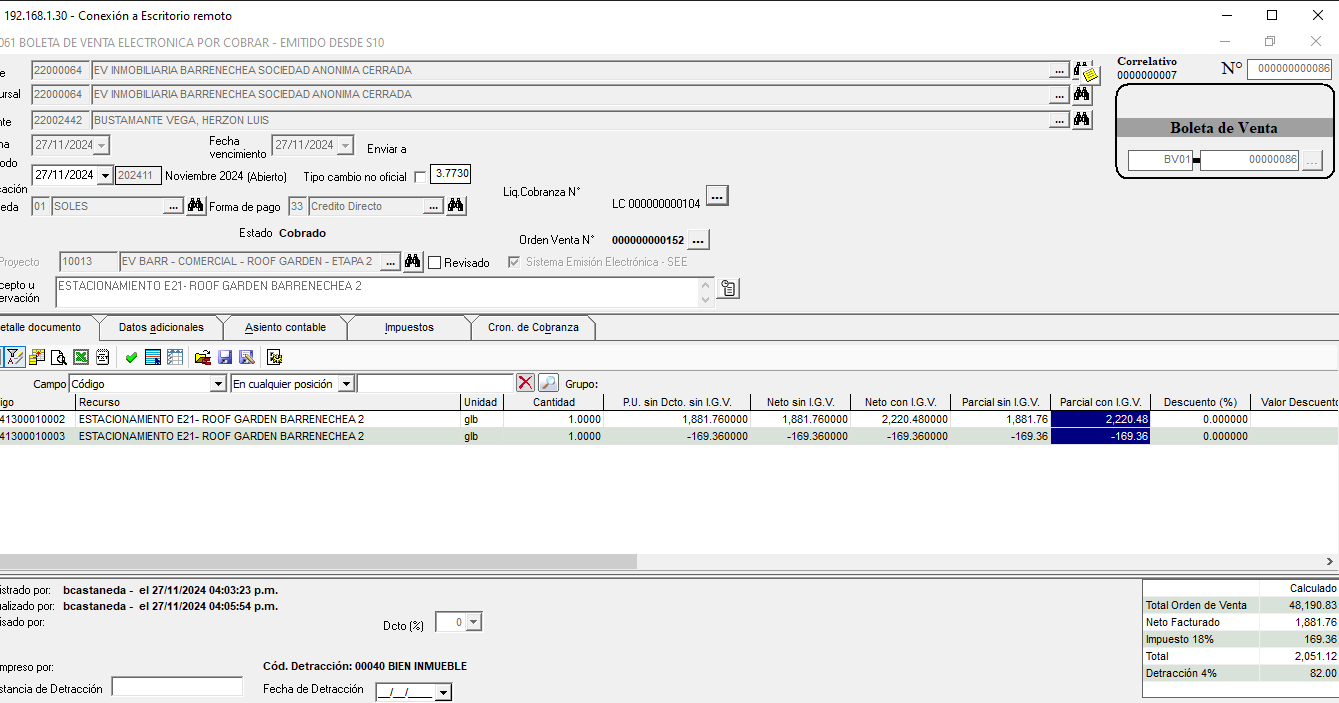 192.168.1.30 - Conexión a Escritorio remoto
061 BOLETA DE VENTA ELECTRONICA POR COBRAR - EMITIDO DESDE S10
e 22000064 EV INMOBILIARIA BARRENECHEA SOCIEDAD ANONIMA CERRADA ...
Correlativo
0000000007 N° 000000000086
ursal 22000064 EV INMOBILIARIA BARRENECHEA SOCIEDAD ANONIMA CERRADA ...
nte 22002442 BUSTAMANTE VEGA, HERZON LUIS ...
Boleta de Venta
BV01 - 00000086 ...
na 27/11/2024 Fecha vencimiento 27/11/2024 Enviar a
odo
27/11/2024 202411 Noviembre 2024 (Abierto) Tipo cambio no oficial 3.7730
cación
Liq.Cobranza N° LC 000000000104 ...
eda 01 SOLES ... Forma de pago 33 Credito Directo ...
Estado Cobrado
Orden Venta N° 000000000152 ...
Proyecto 10013 EV BARR - COMERCIAL - ROOF GARDEN - ETAPA 2 ... Revisado Sistema Emisión Electrónica - SEE
cepto u
ervación ESTACIONAMIENTO E21- ROOF GARDEN BARRENECHEA 2
etalle documento Datos adicionales Asiento contable Impuestos Cron. de Cobranza
Campo Código En cualquier posición Grupo:
igo Recurso Unidad Cantidad P.U. sin Dcto. sin I.G.V. Neto sin I.G.V. Neto con I.G.V. Parcial sin I.G.V. Parcial con I.G.V. Descuento (%) Valor Descuento
41300010002 ESTACIONAMIENTO E21- ROOF GARDEN BARRENECHEA 2 glb 1.0000 1,881.760000 1,881.760000 2,220.480000 1,881.76 2,220.48 0.000000
41300010003 ESTACIONAMIENTO E21- ROOF GARDEN BARRENECHEA 2 glb 1.0000 -169.360000 -169.360000 -169.360000 -169.36 -169.36 0.000000
istrado por: bcastaneda - el 27/11/2024 04:03:23 p.m.
ualizado por: bcastaneda - el 27/11/2024 04:05:54 p.m.
isado por:
Dcto (%) 0
mpreso por: Cód. Detracción: 00040 BIEN INMUEBLE
stancia de Detracción Fecha de Detracción __/__/____
Calculado
Total Orden de Venta 48,190.83
Neto Facturado 1,881.76
Impuesto 18% 169.36
Total 2,051.12
Detracción 4% 82.00